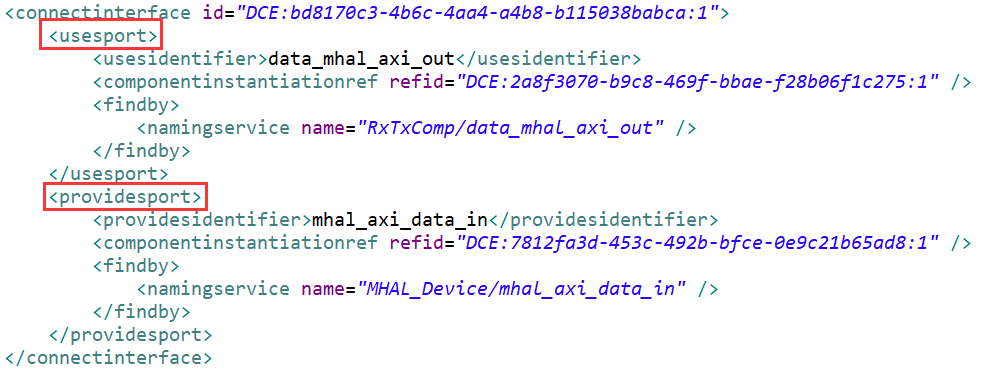 <connectinterface id="DCE:bd8170c3-4b6c-4aa4-a4b8-b115038babca:1">
<usesport>
<usesidentifier>data_mhal_axi_out</usesidentifier>
<componentinstantiationref refid="DCE:2a8f3070-b9c8-469f-bbae-f28b06f1c275:1" />
<findby>
<namingservice name="RxTxComp/data_mhal_axi_out" />
</findby>
</usesport>
<providesport>
<providesidentifier>mhal_axi_data_in</providesidentifier>
<componentinstantiationref refid="DCE:7812fa3d-453c-492b-bfce-0e9c21b65ad8:1" />
<findby>
<namingservice name="MHAL_Device/mhal_axi_data_in" />
</findby>
</providesport>
</connectinterface>